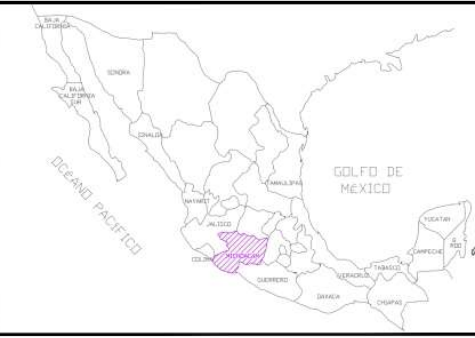 BAJA
CALIFORNIA
SONORA
BAJA
CALIFORNIA
SUR
SINALOA
OCEANO PACIFICO
GOLFO DE
MEXICO
TAMAULIPAS
NAYARIT
JALISCO
COLIMA
MICHOACAN
GUERRERO
OAXACA
VERACRUZ
TABASCO
CHIAPAS
YUCATAN
CAMPECHE
Q
ROO